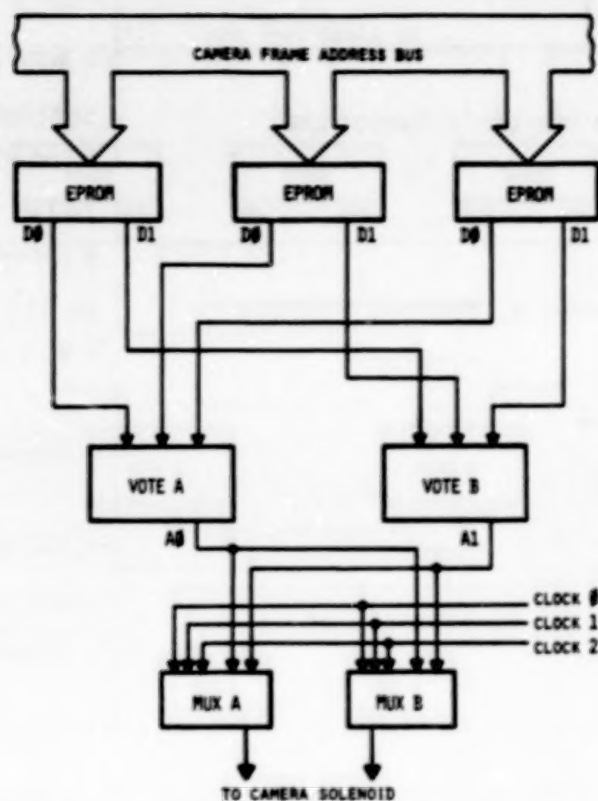 CAMERA FRAME ADDRESS BUS
EPROM EPROM EPROM
DØ D1 DØ D1 DØ D1
VOTE A VOTE B
AØ A1
CLOCK Ø
CLOCK 1
CLOCK 2
MUX A MUX B
TO CAMERA SOLENOID